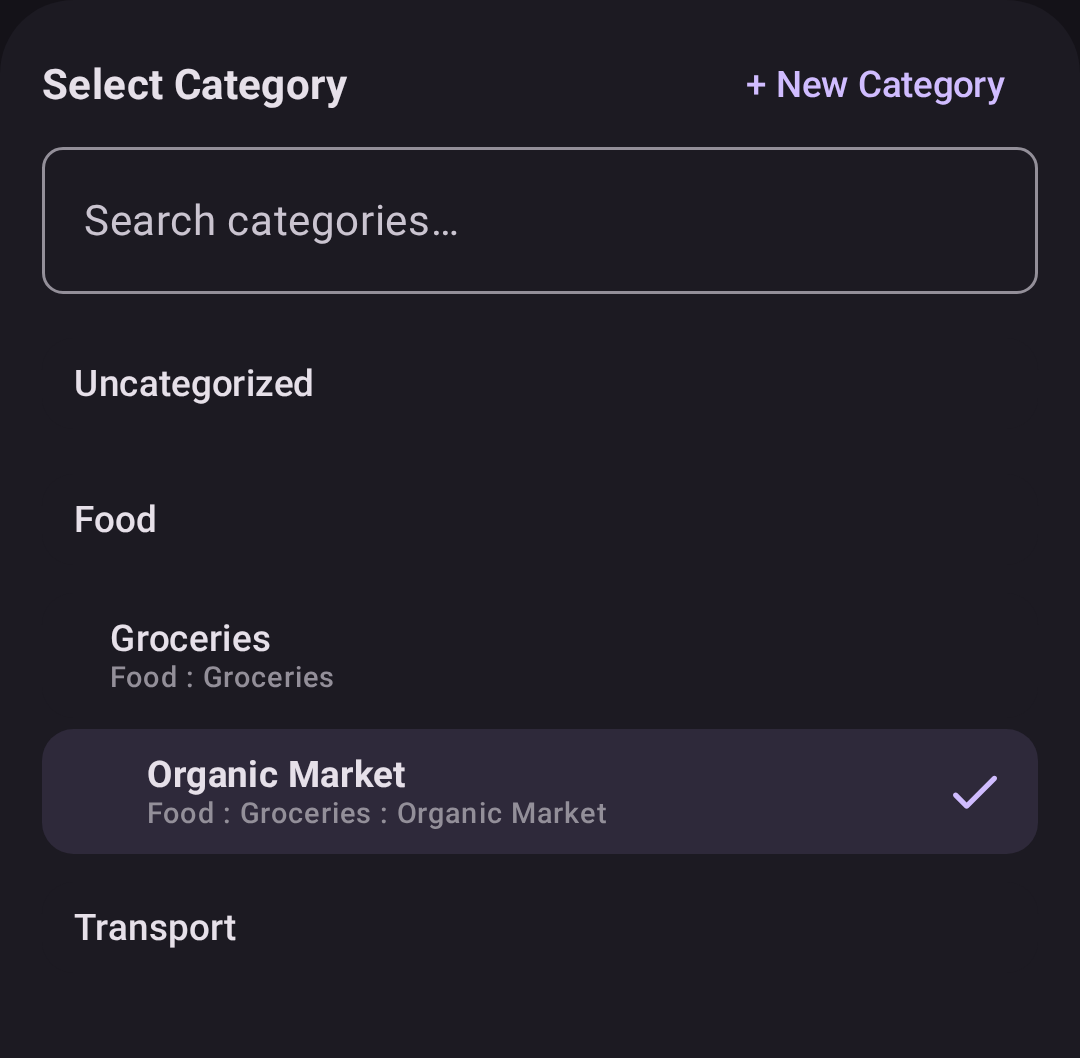 Select Category
+ New Category
Search categories…
Uncategorized
Food
Groceries
Food : Groceries
Organic Market
Food : Groceries : Organic Market
Transport